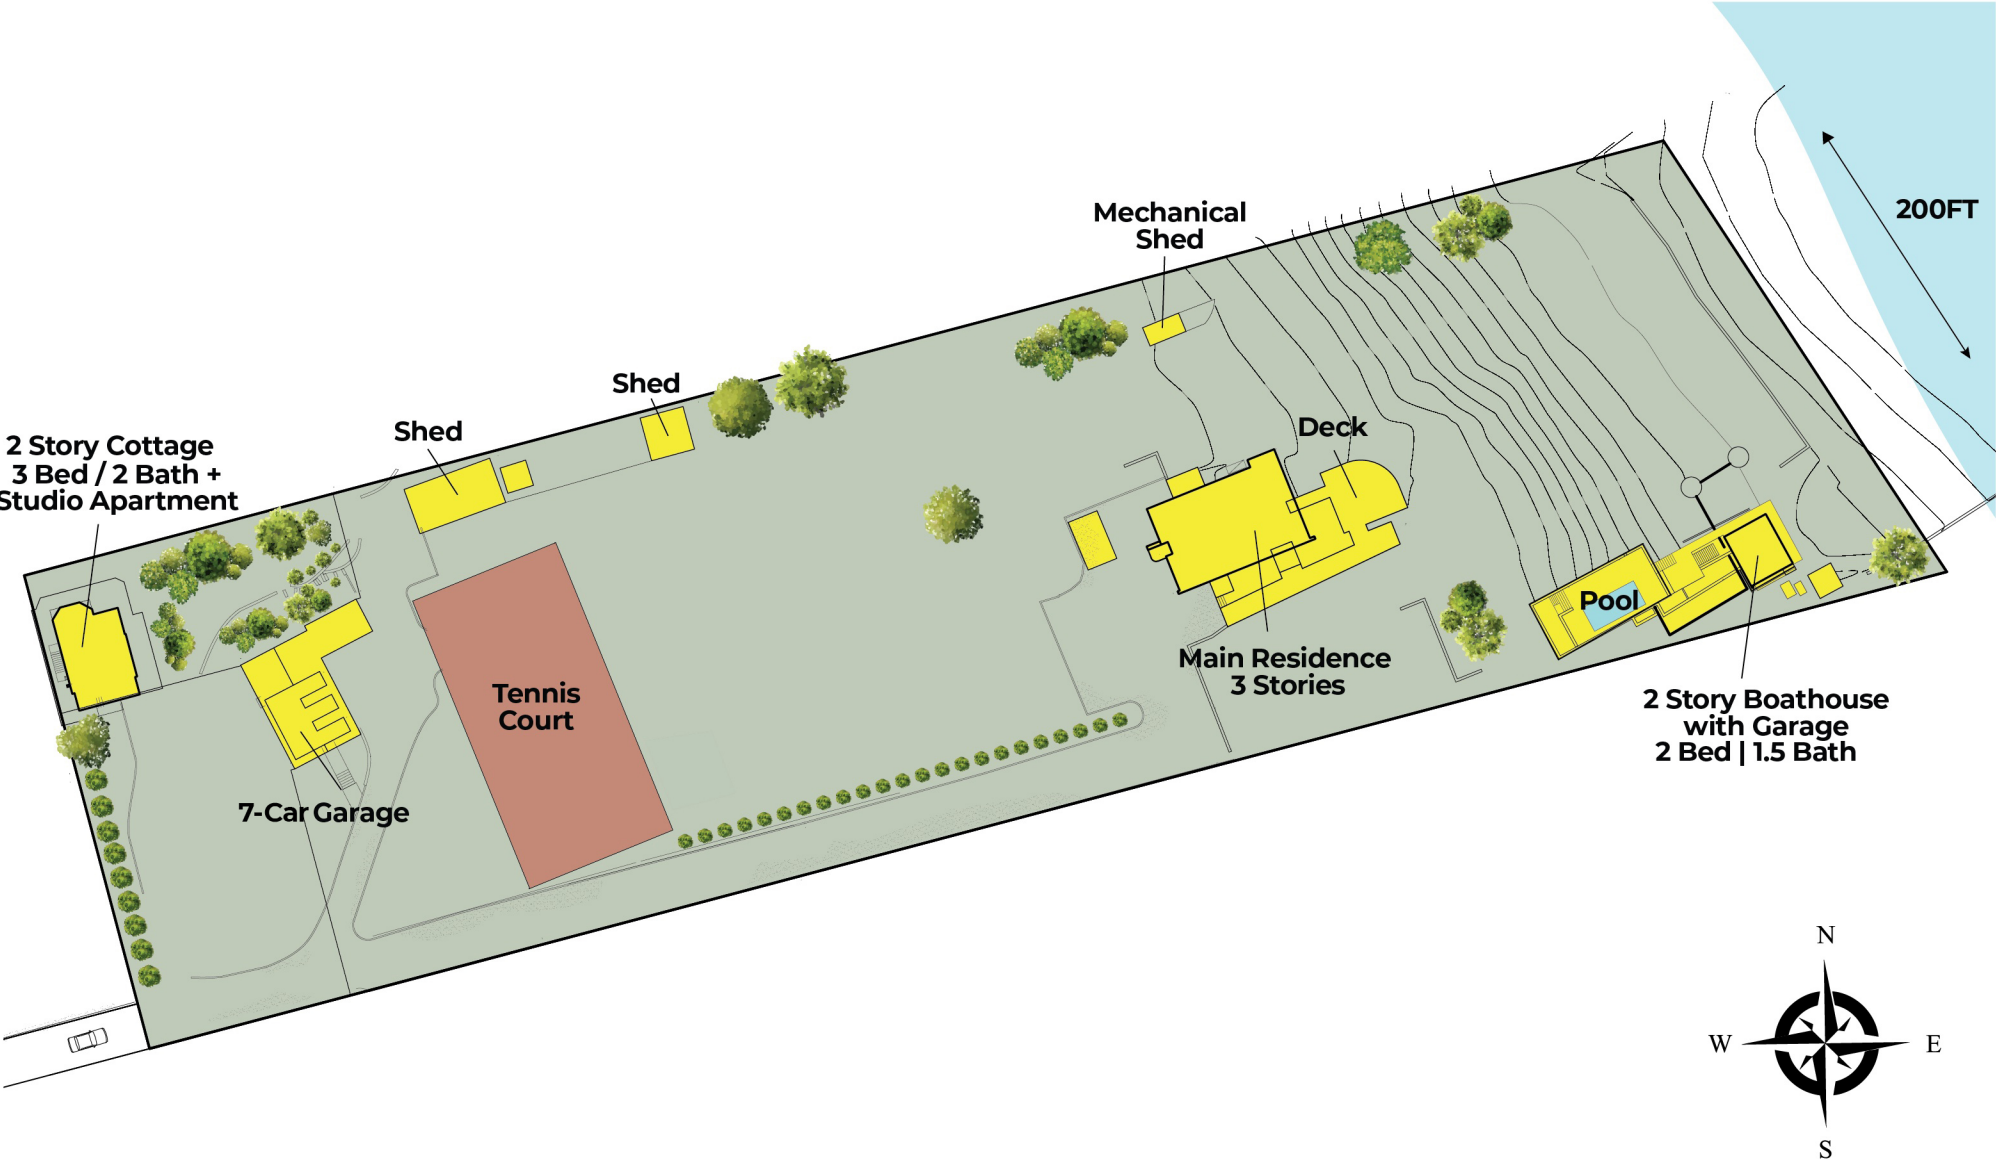 200FT
Mechanical
Shed
Shed
Shed
Deck
2 Story Cottage
3 Bed / 2 Bath +
Studio Apartment
Pool
Main Residence
3 Stories
Tennis
Court
2 Story Boathouse
with Garage
2 Bed | 1.5 Bath
7-Car Garage
N
W
E
S